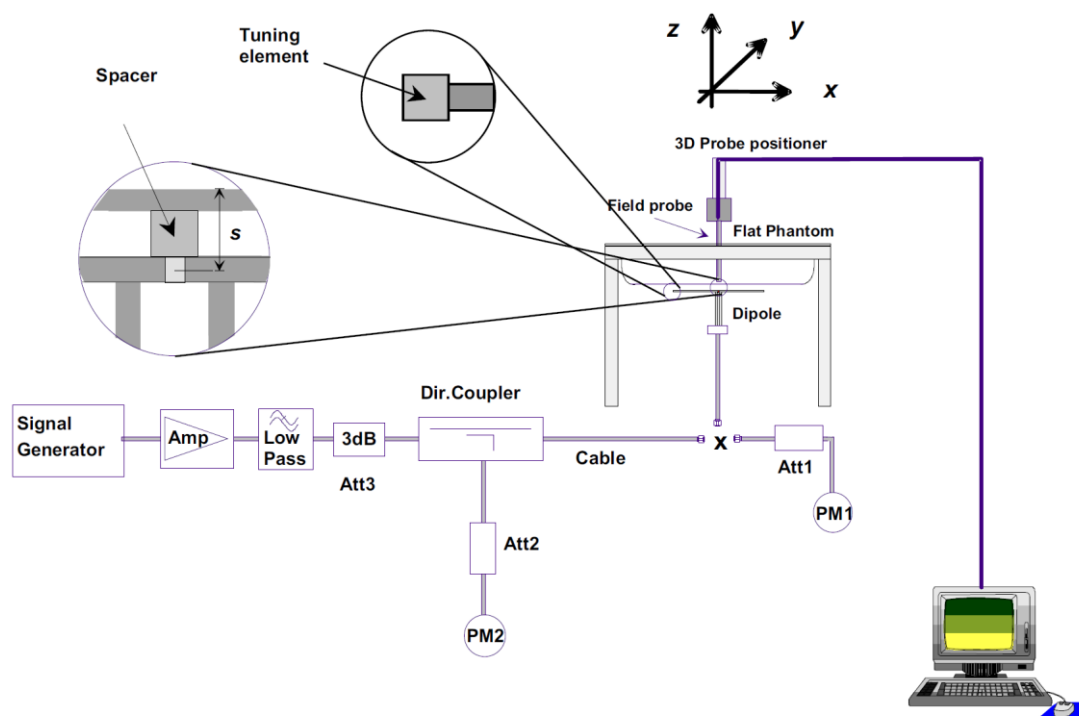 Tuning
element
Spacer
s
z
y
x
3D Probe positioner
Field probe
Flat Phantom
Dipole
Dir.Coupler
Signal
Generator
Amp
Low
Pass
3dB
Att3
Cable
x
Att1
PM1
Att2
PM2